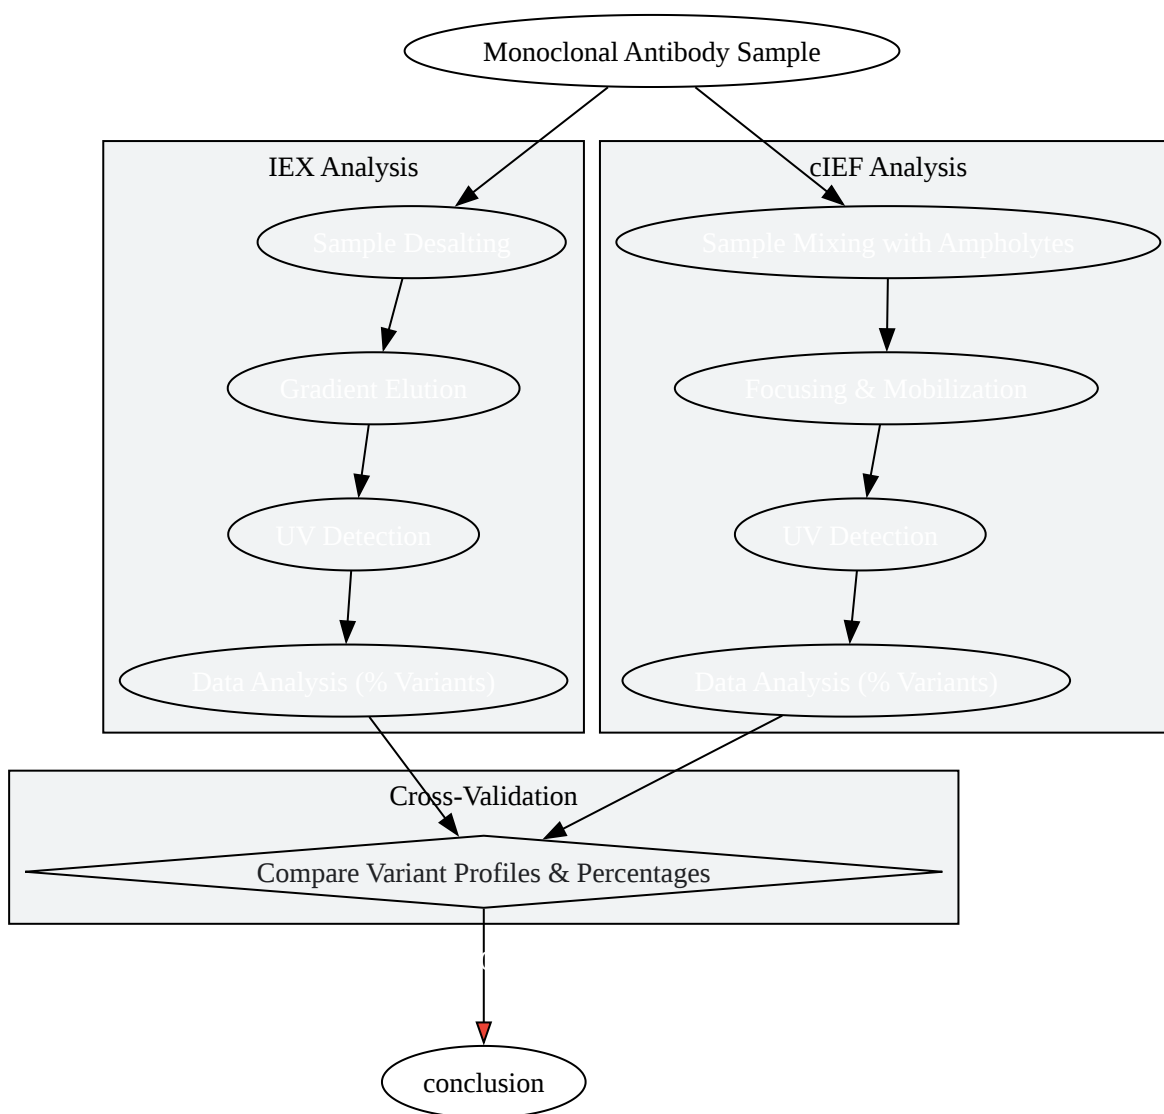 Monoclonal Antibody Sample
IEX Analysis
cIEF Analysis
Sample Desalting
Sample Mixing with Ampholytes
Gradient Elution
Focusing & Mobilization
UV Detection
UV Detection
Data Analysis (% Variants)
Data Analysis (% Variants)
Cross-Validation
Compare Variant Profiles & Percentages
conclusion